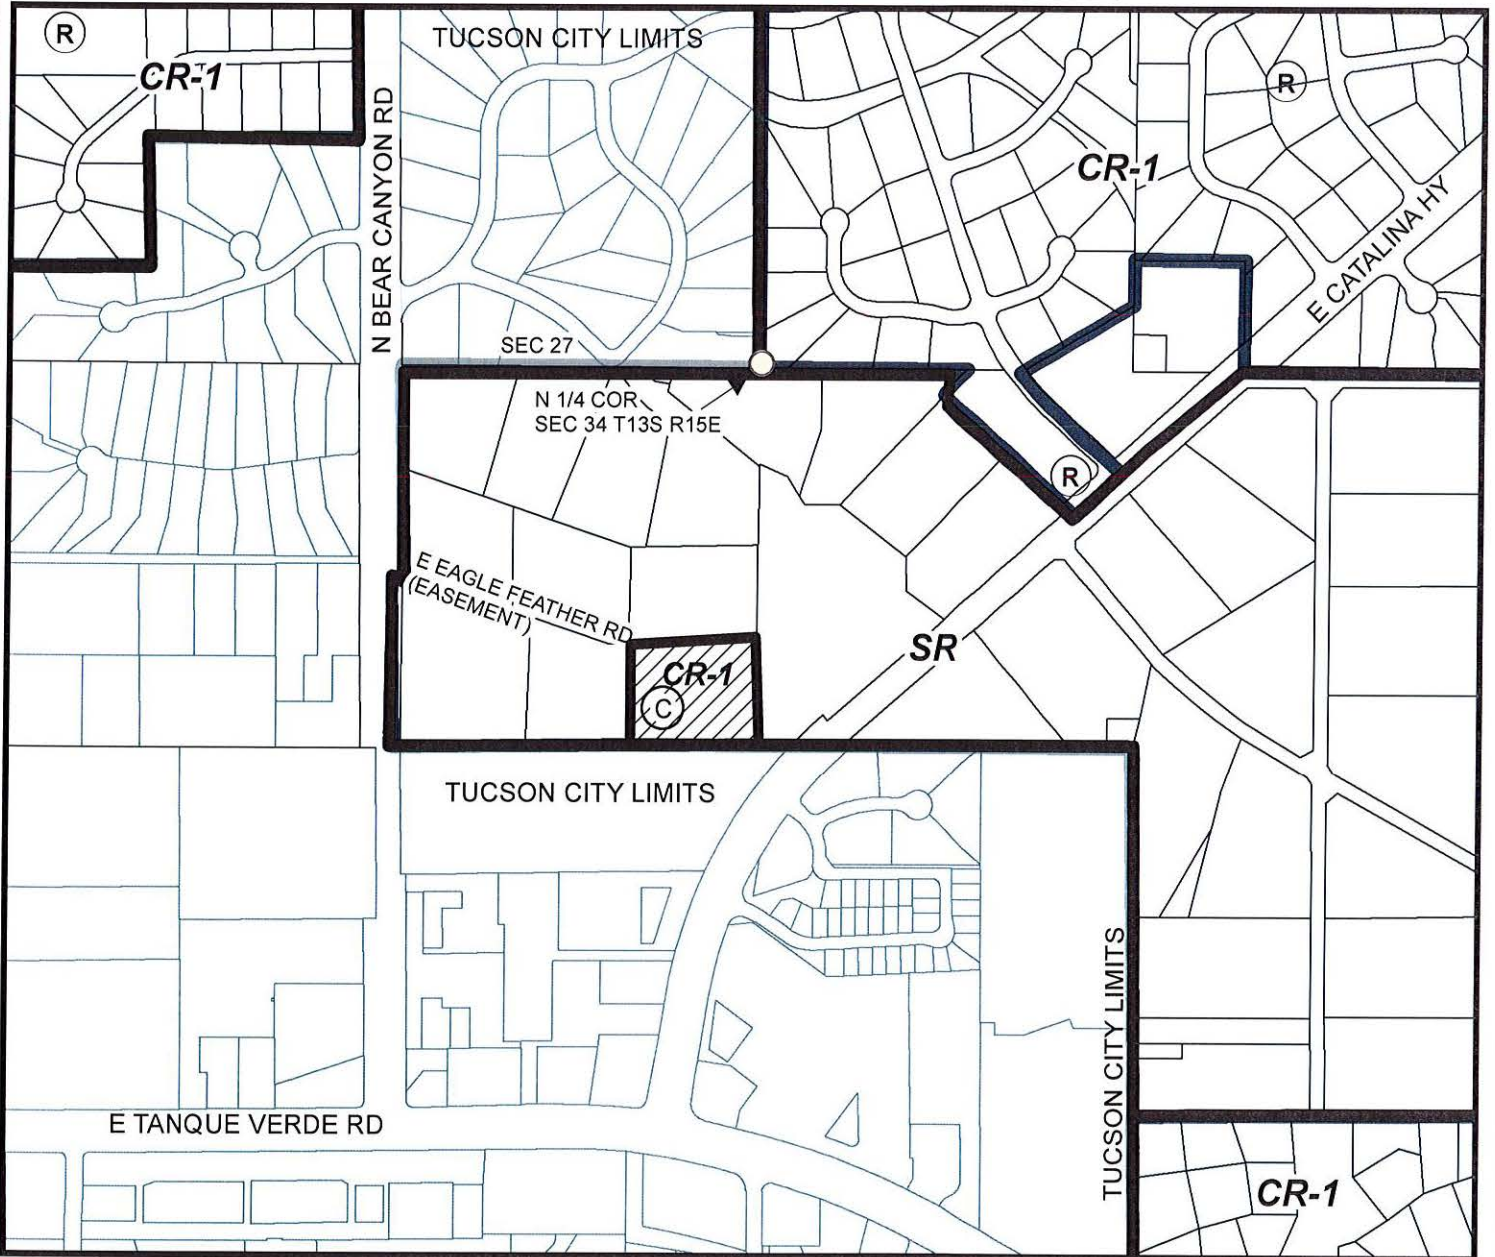 R
CR-1
TUCSON CITY LIMITS
N BEAR CANYON RD
R
CR-1
E CATALINA HY
SEC 27
N 1/4 COR
SEC 34 T13S R15E
R
E EAGLE FEATHER RD
(EASEMENT)
SR
CR-1
C
TUCSON CITY LIMITS
TUCSON CITY LIMITS
E TANQUE VERDE RD
CR-1